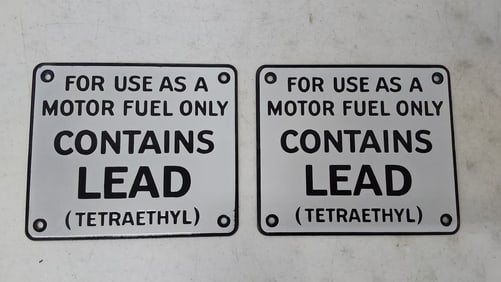 FOR USE AS A
MOTOR FUEL ONLY
CONTAINS
LEAD
(TETRAETHYL)
FOR USE AS A
MOTOR FUEL ONLY
CONTAINS
LEAD
(TETRAETHYL)